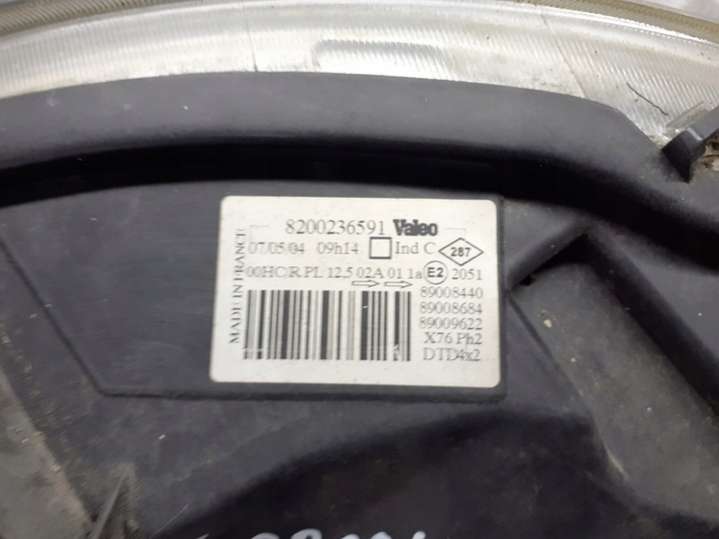 8200236591 Valeo
07/05/04 09h14 Ind C 287
00HC/R PL 12.5 02A 01 1a E2 2051
MADE IN FRANCE
89008440
89008684
89009622
X76 Ph2
DTD4x2